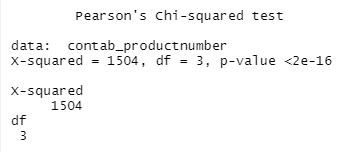 Pearson's Chi-squared test
data: contab_productnumber
X-squared = 1504, df = 3, p-value <2e-16
X-squared
1504
df
3